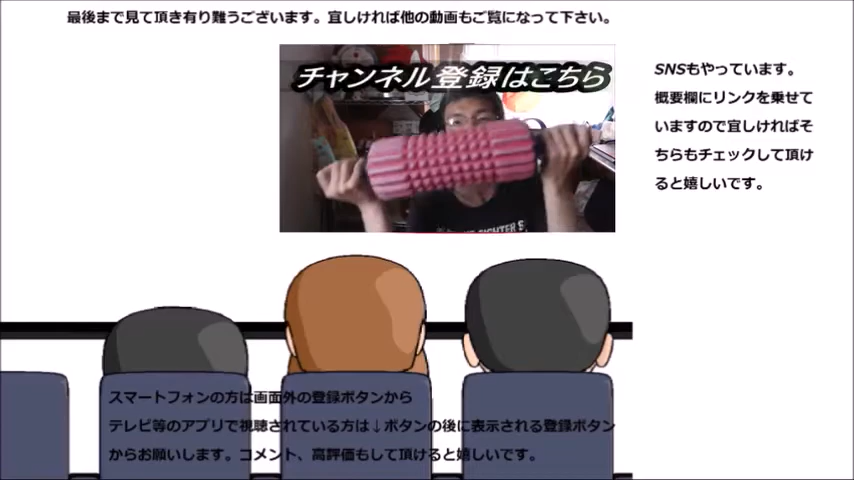 最後まで見て頂き有り難うございます。宜しければ他の動画もご覧になって下さい。
チャンネル登録はこちら
SNSもやっています。
概要欄にリンクを乗せて
いますので宜しければそ
ちらもチェックして頂け
ると嬉しいです。
スマートフォンの方は画面外の登録ボタンから
テレビ等のアプリで視聴されている方は↓ボタンの後に表示される登録ボタン
からお願いします。コメント、高評価もして頂けると嬉しいです。